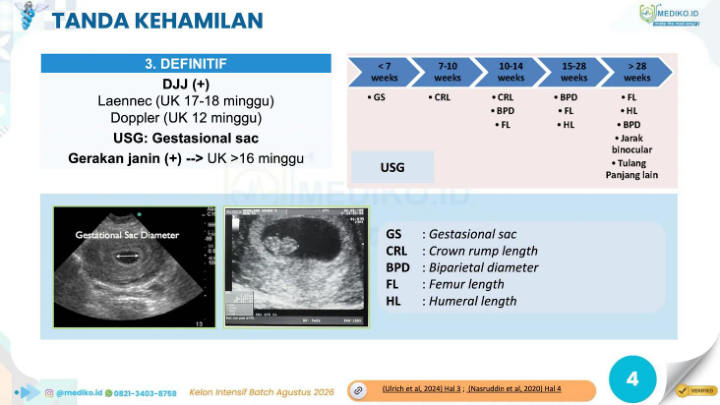 TANDA KEHAMILAN
MEDIKO.ID
3. DEFINITIF
DJJ (+)
Laennec (UK 17-18 minggu)
Doppler (UK 12 minggu)
USG: Gestasional sac
Gerakan janin (+) --> UK >16 minggu
< 7 weeks
• GS
7-10 weeks
• CRL
10-14 weeks
• CRL
• BPD
• FL
15-28 weeks
• BPD
• FL
• HL
> 28 weeks
• FL
• HL
• BPD
• Jarak binocular
• Tulang Panjang lain
USG
MEDIKO.ID
Gestational Sac Diameter
GS : Gestasional sac
CRL : Crown rump length
BPD : Biparietal diameter
FL : Femur length
HL : Humeral length
@mediko.id 0821-3403-8758
Kelon Intensif Batch Agustus 2026
(Ulrich et al, 2024) Hal 3 ; (Nasruddin et al, 2020) Hal 4
4
VERIFIED